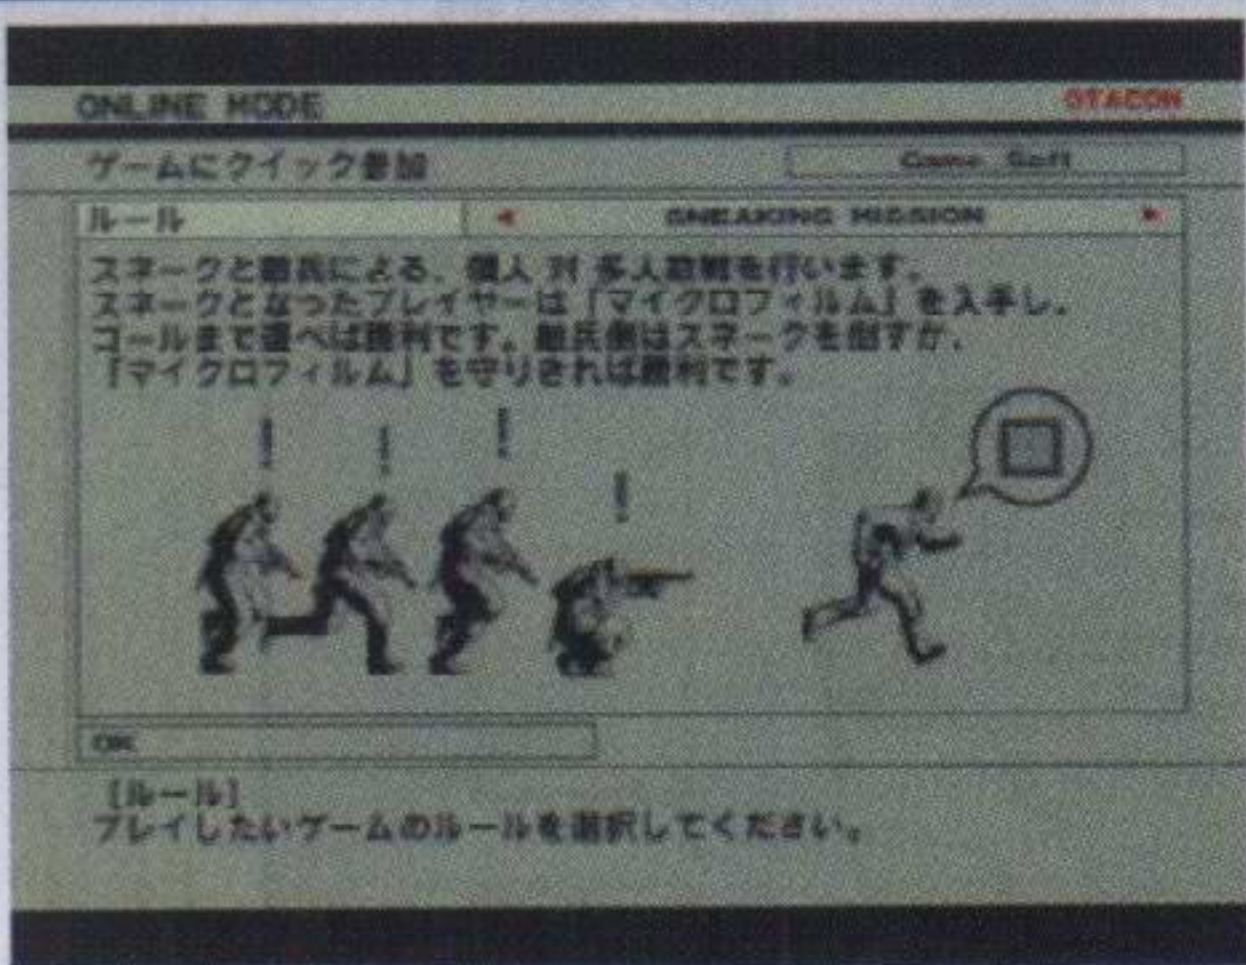 ONLINE MODE
OTACON
ゲームにクイック参加
Game Soft
ルール
SNEAKING MISSION
スネークと敵兵による、個人 対 多人数戦を行います。
スネークとなったプレイヤーは「マイクロフィルム」を入手し、
ゴールまで運べば勝利です。敵兵側はスネークを倒すか、
「マイクロフィルム」を守りきれば勝利です。
!
!
!
!
OK
[ルール]
プレイしたいゲームのルールを選択してください。